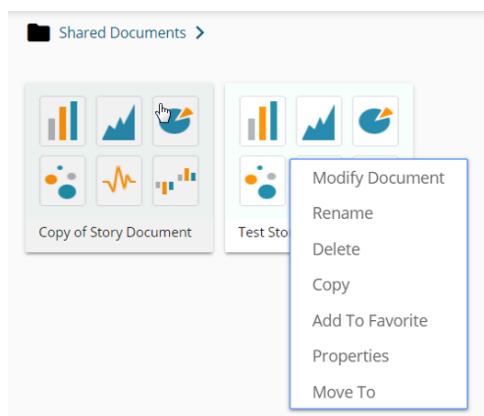 Shared Documents
Copy of Story Document
Test Sto
Modify Document
Rename
Delete
Copy
Add To Favorite
Properties
Move To